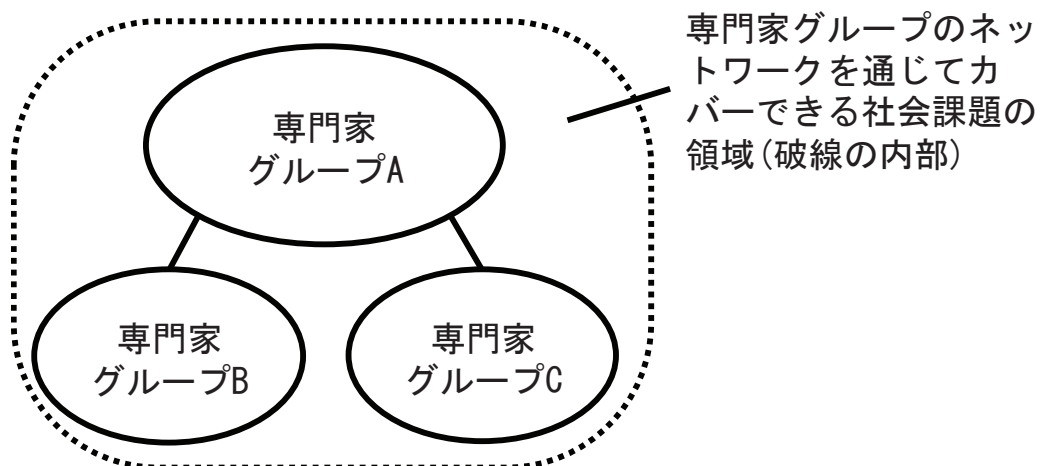 専門家グループのネッ
トワークを通じてカ
バーできる社会課題の
領域(破線の内部)
専門家
グループA
専門家
グループB
専門家
グループC